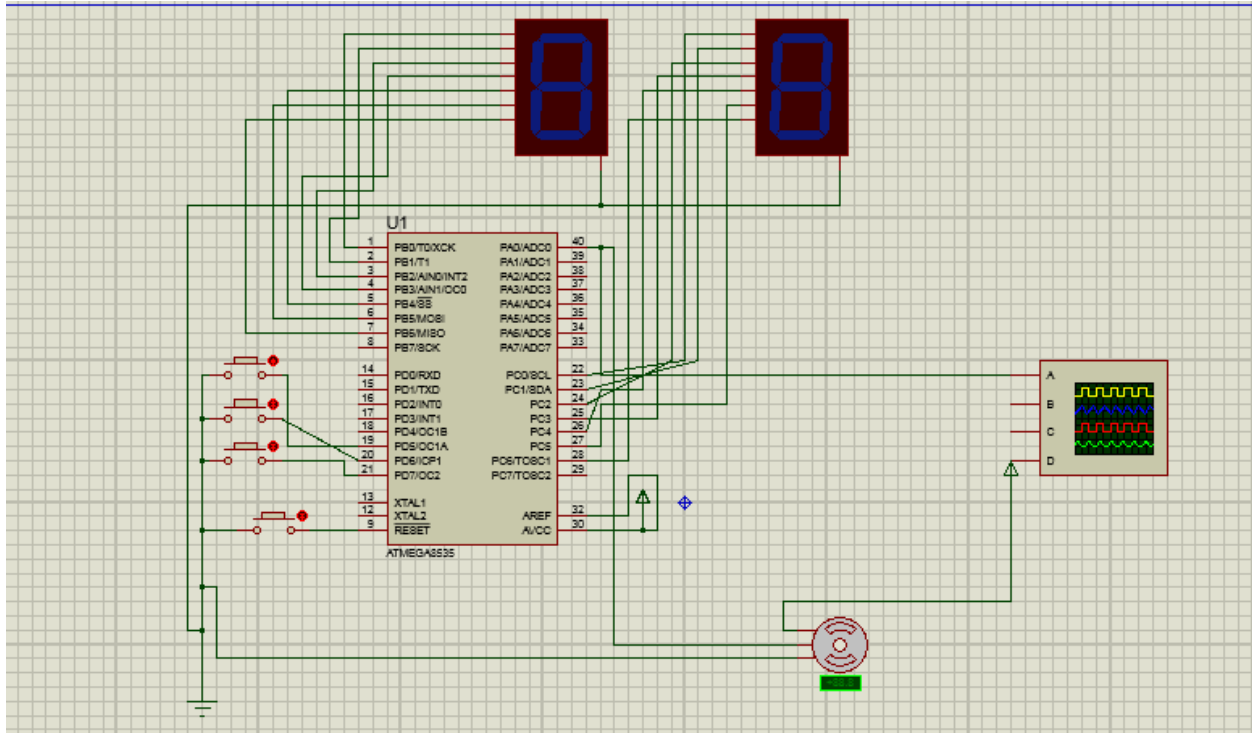 U1
1 PB0/T0/XCK PA0/ADC0 40
2 PB1/T1 PA1/ADC1 39
3 PB2/AIN0/INT2 PA2/ADC2 38
4 PB3/AIN1/OC0 PA3/ADC3 37
5 PB4/SS PA4/ADC4 36
6 PB5/MOSI PA5/ADC5 35
7 PB6/MISO PA6/ADC6 34
8 PB7/SCK PA7/ADC7 33
14 PD0/RXD PC0/SCL 22
15 PD1/TXD PC1/SDA 23
16 PD2/INT0 PC2 24
17 PD3/INT1 PC3 25
18 PD4/OC1B PC4 26
19 PD5/OC1A PC5 27
20 PD6/ICP1 PC6/TOSC1 28
21 PD7/OC2 PC7/TOSC2 29
13 XTAL1
12 XTAL2 AREF 32
9 RESET AVCC 30
ATMEGA8535
A
B
C
D